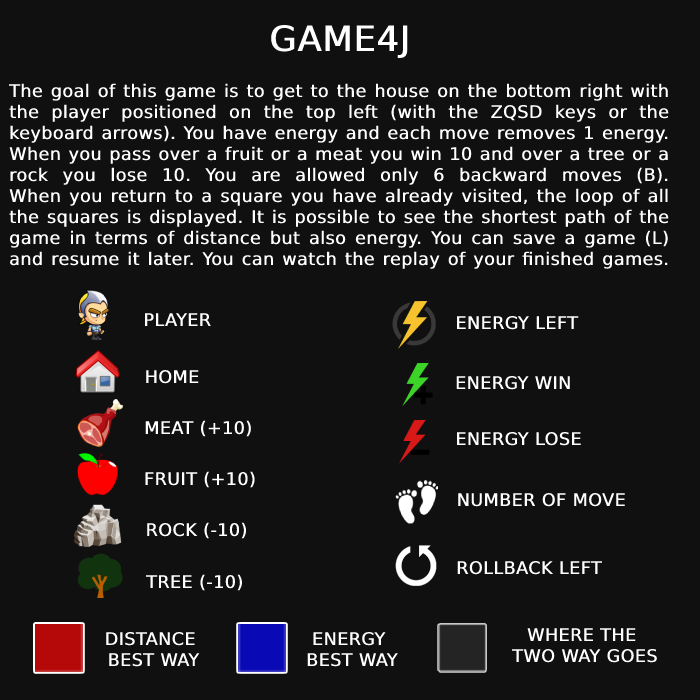 GAME4J
The goal of this game is to get to the house on the bottom right with
the player positioned on the top left (with the ZQSD keys or the
keyboard arrows). You have energy and each move removes 1 energy.
When you pass over a fruit or a meat you win 10 and over a tree or a
rock you lose 10. You are allowed only 6 backward moves (B).
When you return to a square you have already visited, the loop of all
the squares is displayed. It is possible to see the shortest path of the
game in terms of distance but also energy. You can save a game (L)
and resume it later. You can watch the replay of your finished games.
PLAYER
HOME
MEAT (+10)
FRUIT (+10)
ROCK (-10)
TREE (-10)
ENERGY LEFT
ENERGY WIN
ENERGY LOSE
NUMBER OF MOVE
ROLLBACK LEFT
DISTANCE
BEST WAY
ENERGY
BEST WAY
WHERE THE
TWO WAY GOES